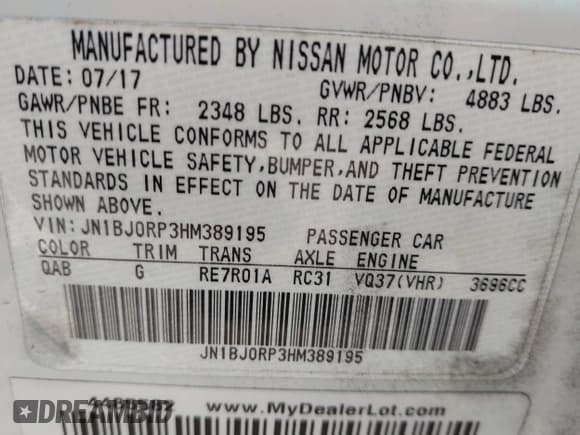 MANUFACTURED BY NISSAN MOTOR CO.,LTD.
DATE: 07/17 GVWR/PNBV: 4883 LBS.
GAWR/PNBE FR: 2348 LBS. RR: 2568 LBS.
THIS VEHICLE CONFORMS TO ALL APPLICABLE FEDERAL
MOTOR VEHICLE SAFETY,BUMPER,AND THEFT PREVENTION
STANDARDS IN EFFECT ON THE DATE OF MANUFACTURE
SHOWN ABOVE.
VIN:JN1BJ0RP3HM389195 PASSENGER CAR
COLOR TRIM TRANS AXLE ENGINE
QAB G RE7R01A RC31 VQ37(VHR) 3696CC
JN1BJ0RP3HM389195
www.MyDealerLot.com
DREAMBID